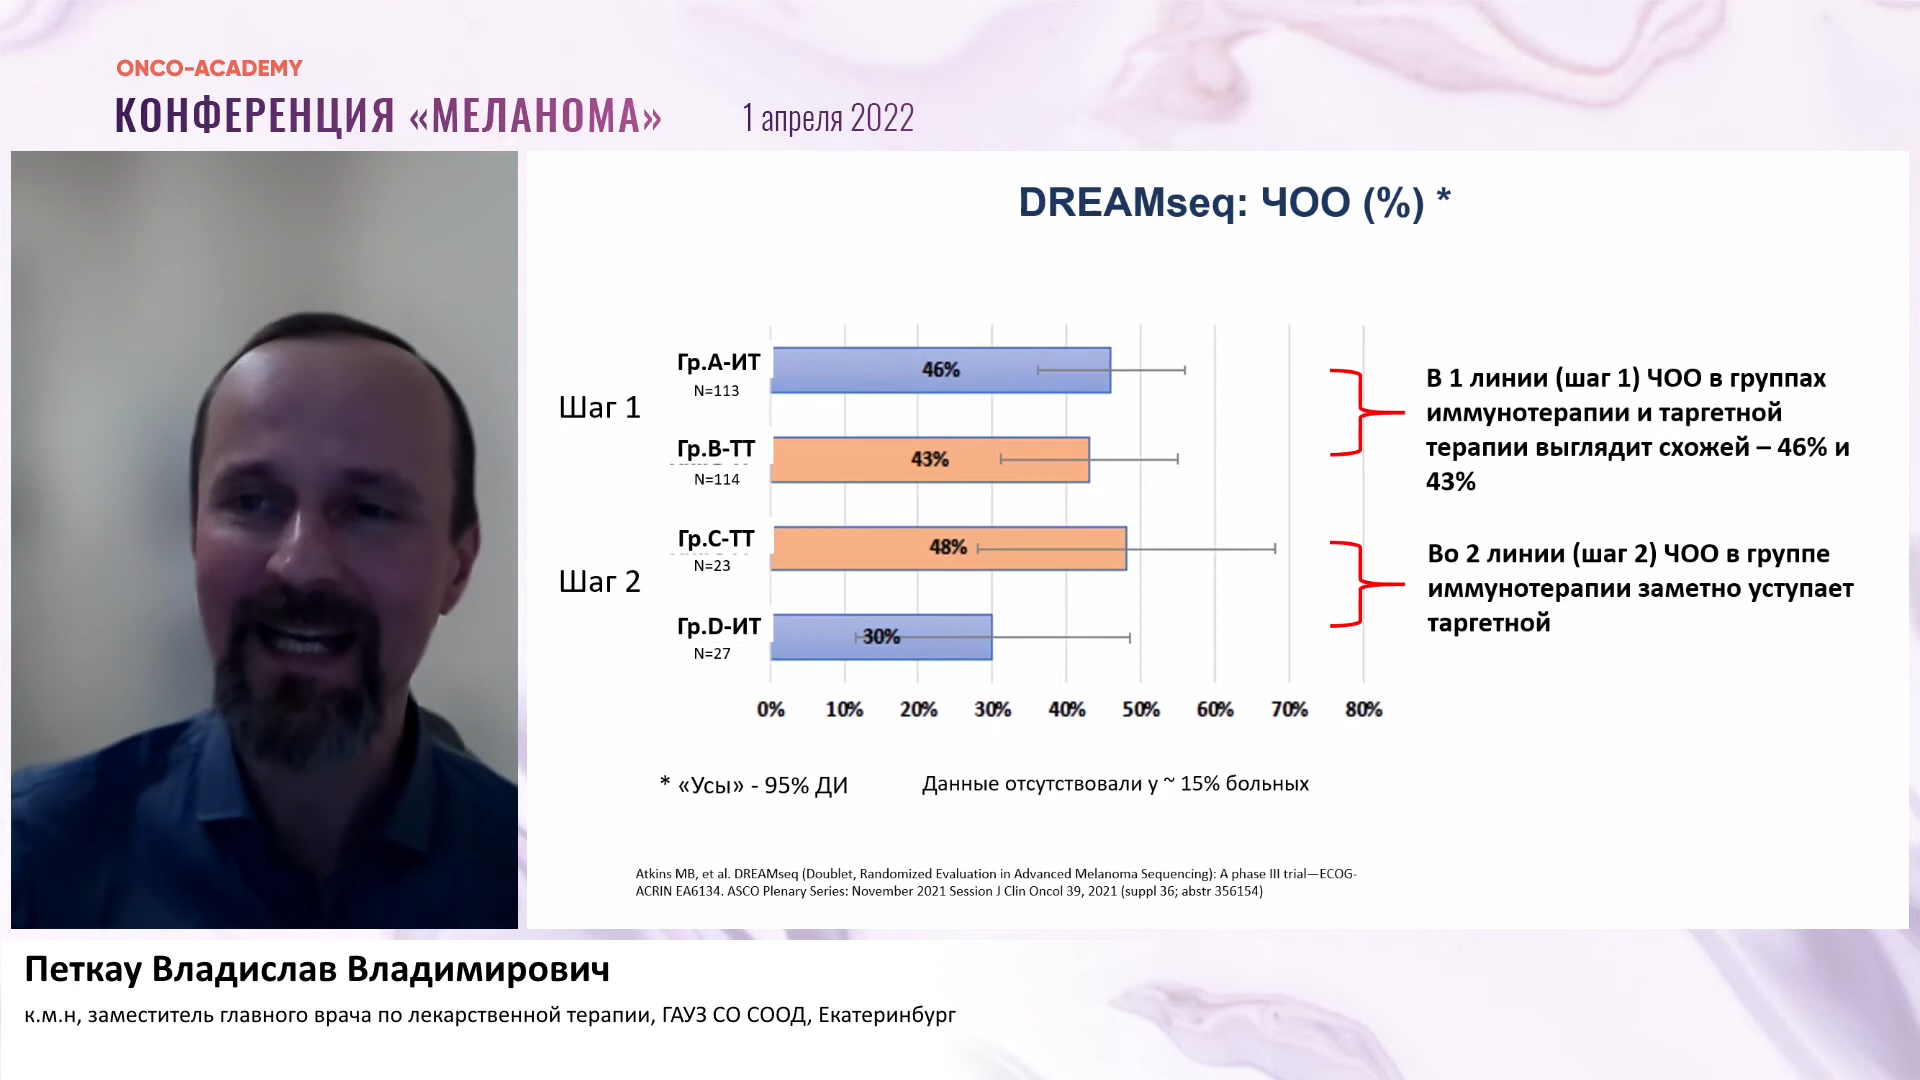 ONCO-ACADEMY
КОНФЕРЕНЦИЯ «МЕЛАНОМА»
1 апреля 2022
DREAMseq: ЧОО (%) *
Шаг 1
Гр.А-ИТ
N=113
46%
Гр.В-ТТ
N=114
43%
Шаг 2
Гр.С-ТТ
N=23
48%
Гр.D-ИТ
N=27
30%
0% 10% 20% 30% 40% 50% 60% 70% 80%
В 1 линии (шаг 1) ЧОО в группах
иммунотерапии и таргетной
терапии выглядит схожей – 46% и
43%
Во 2 линии (шаг 2) ЧОО в группе
иммунотерапии заметно уступает
таргетной
* «Усы» - 95% ДИ
Данные отсутствовали у ~ 15% больных
Atkins MB, et al. DREAMseq (Doublet, Randomized Evaluation in Advanced Melanoma Sequencing): A phase III trial—ECOG-
ACRIN EA6134. ASCO Plenary Series: November 2021 Session J Clin Oncol 39, 2021 (suppl 36; abstr 356154)
Петкау Владислав Владимирович
к.м.н, заместитель главного врача по лекарственной терапии, ГАУЗ СО СООД, Екатеринбург